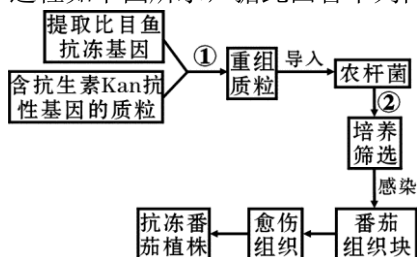 提取比目鱼
抗冻基因
含抗生素Kan抗
性基因的质粒
①
重组
质粒
导入
农杆菌
②
培养
筛选
感染
番茄
组织块
愈伤
组织
抗冻番
茄植株